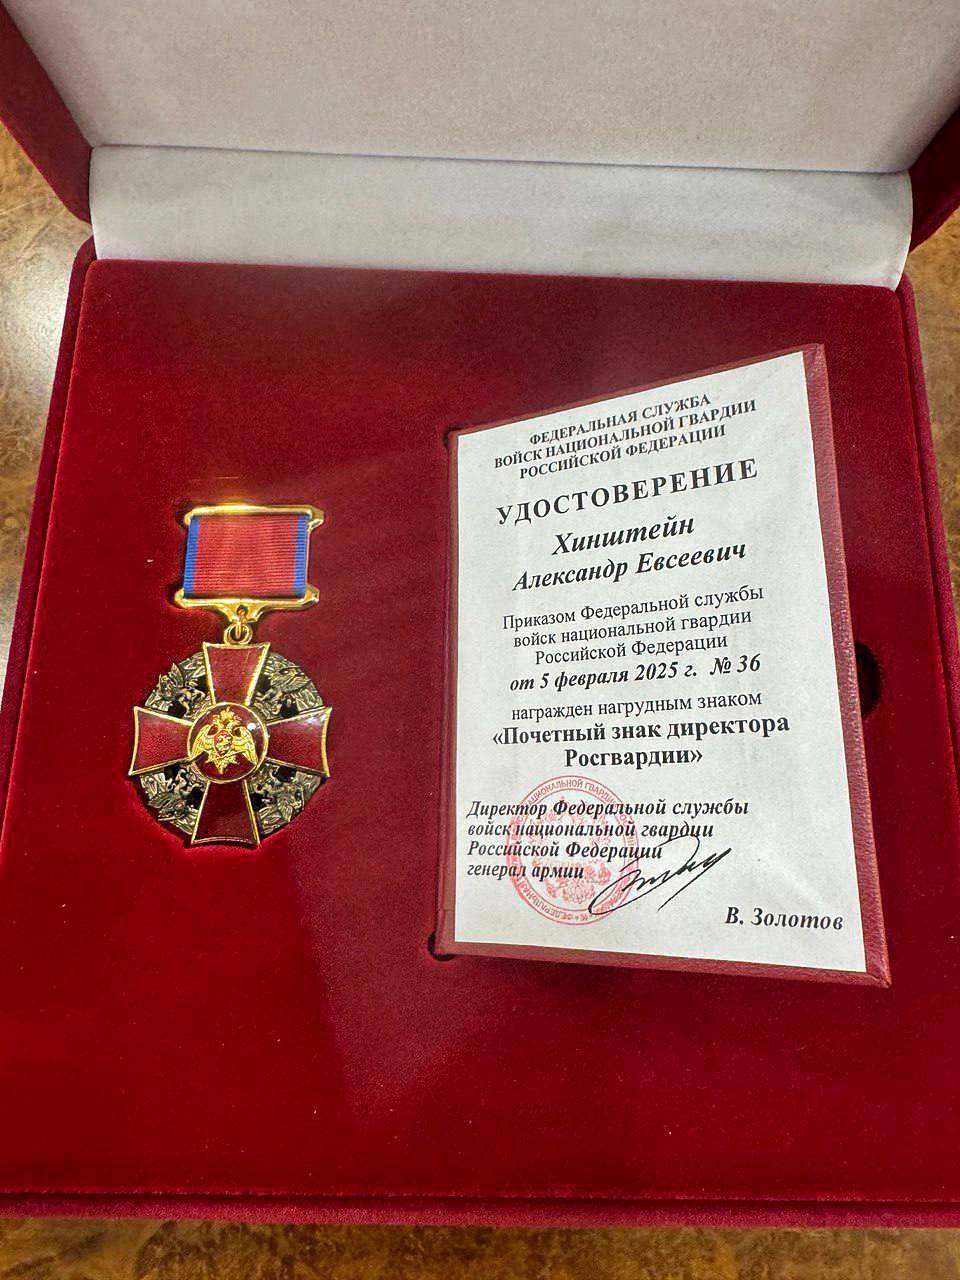 ФЕДЕРАЛЬНАЯ СЛУЖБА
ВОЙСК НАЦИОНАЛЬНОЙ ГВАРДИИ
РОССИЙСКОЙ ФЕДЕРАЦИИ
УДОСТОВЕРЕНИЕ
Хинштейн
Александр Евсеевич
Приказом Федеральной службы
войск национальной гвардии
Российской Федерации
от 5 февраля 2025 г. № 36
награжден нагрудным знаком
«Почетный знак директора
Росгвардии»
Директор Федеральной службы
войск национальной гвардии
Российской Федерации
генерал армии
В. Золотов